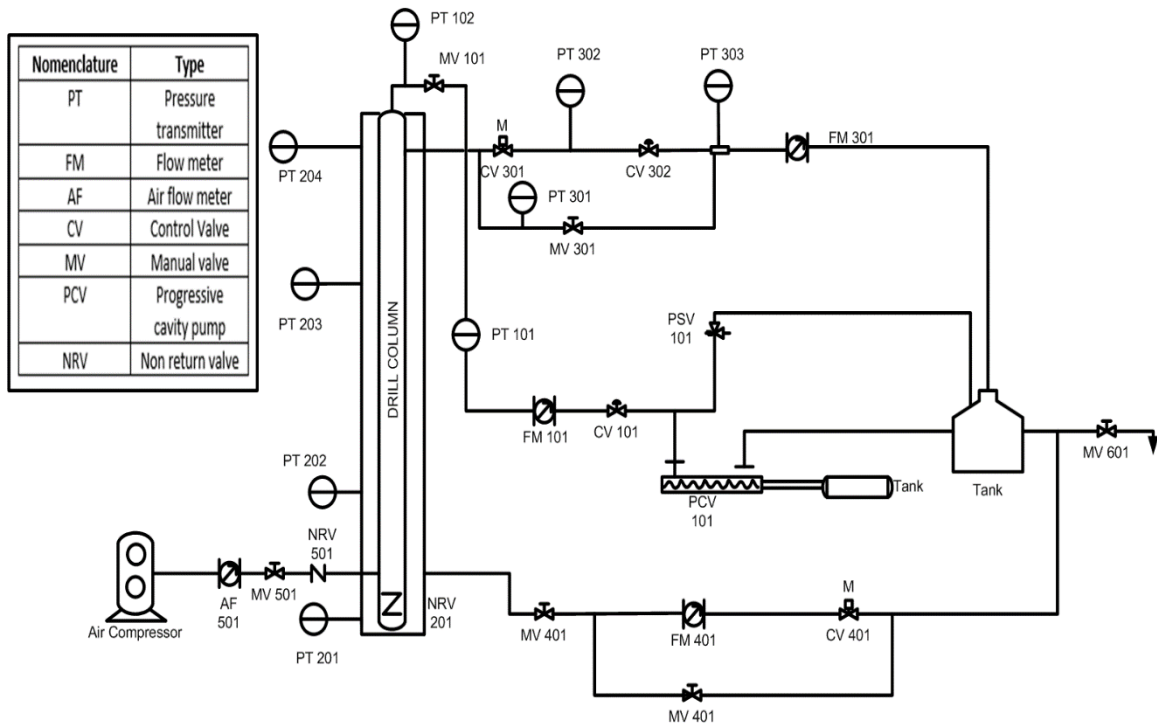 Nomenclature Type
PT Pressure
transmitter
FM Flow meter
AF Air flow meter
CV Control Valve
MV Manual valve
PCV Progressive
cavity pump
NRV Non return valve
PT 102
MV 101
PT 302
PT 303
M
CV 301
CV 302
FM 301
PT 204
PT 301
MV 301
PT 203
DRILL COLUMN
PT 101
PSV
101
FM 101
CV 101
PT 202
PCV
101
Tank
Tank
MV 601
NRV
501
AF
501
MV 501
Air Compressor
PT 201
NRV
201
MV 401
FM 401
M
CV 401
MV 401